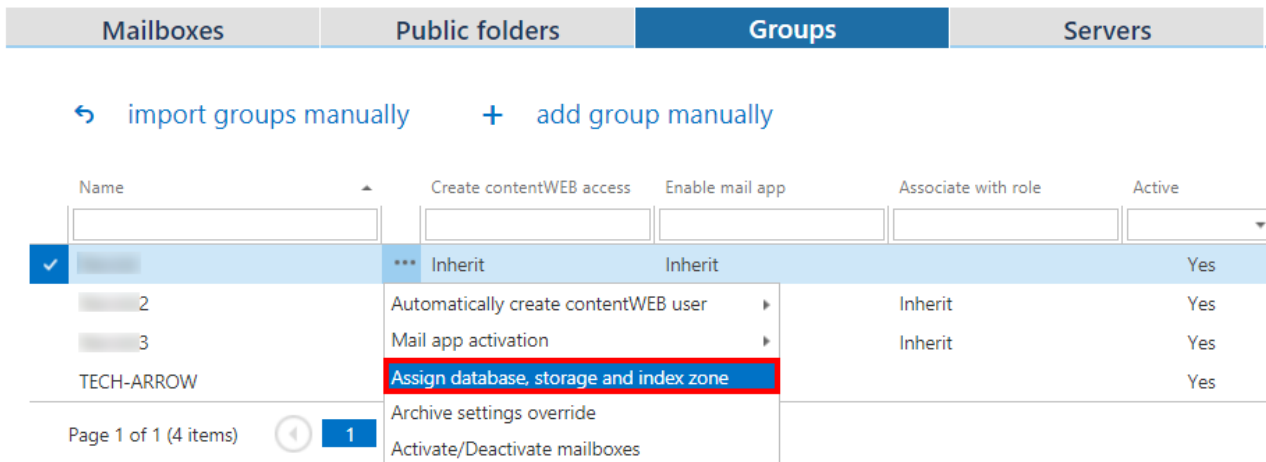 Mailboxes Public folders Groups Servers
import groups manually + add group manually
Name Create contentWEB access Enable mail app Associate with role Active
Inherit Inherit Yes
2 Automatically create contentWEB user Inherit Yes
3 Mail app activation Inherit Yes
TECH-ARROW Assign database, storage and index zone Yes
Archive settings override
Page 1 of 1 (4 items) 1 Activate/Deactivate mailboxes